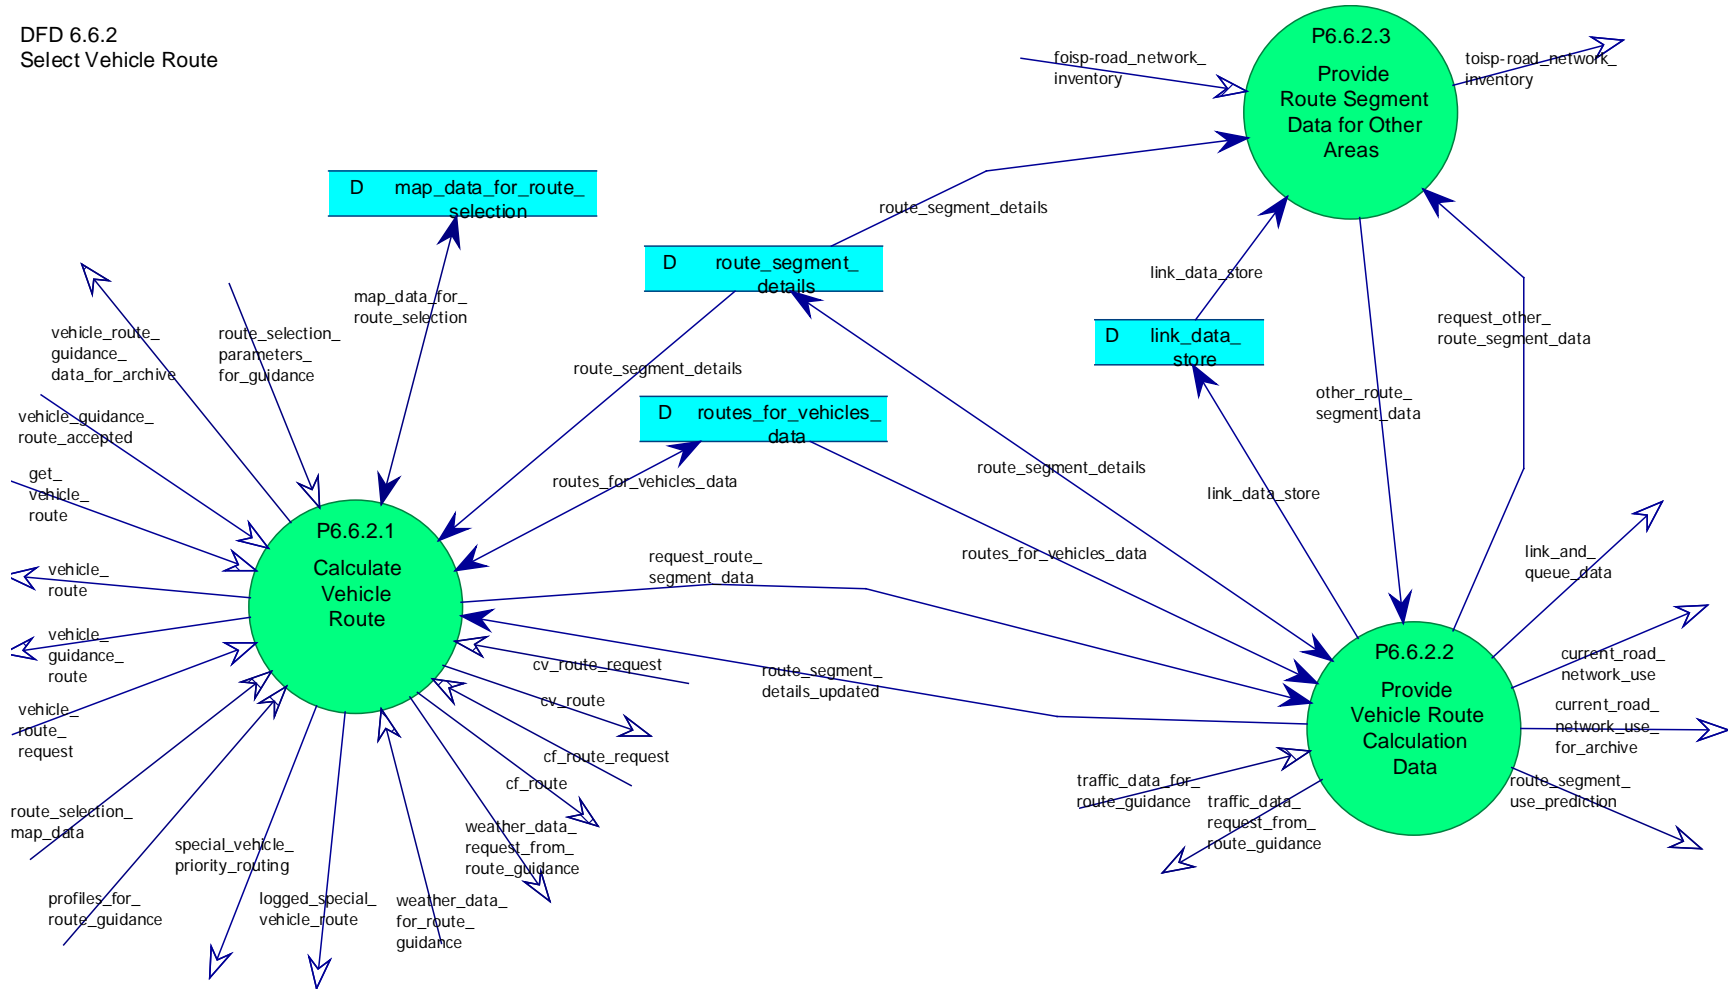 DFD 6.6.2
Select Vehicle Route
P6.6.2.3
Provide
Route Segment
Data for Other
Areas
foisp-road_network_
inventory
toisp-road_network_
inventory
D map_data_for_route_
selection
route_segment_details
D route_segment_
details
link_data_store
D link_data_
store
request_other_
route_segment_data
map_data_for_
route_selection
vehicle_route_
guidance_
data_for_archive
route_selection_
parameters_
for_guidance
route_segment_details
other_route_
segment_data
D routes_for_vehicles_
data
vehicle_guidance_
route_accepted
get_
vehicle_
route
routes_for_vehicles_data
route_segment_details
link_data_store
P6.6.2.1
Calculate
Vehicle
Route
request_route_
segment_data
routes_for_vehicles_data
link_and_
queue_data
vehicle_
route
vehicle_
guidance_
route
vehicle_
route_
request
cv_route_request
cv_route
route_segment_
details_updated
cf_route_request
cf_route
P6.6.2.2
Provide
Vehicle Route
Calculation
Data
current_road_
network_use
current_road_
network_use_
for_archive
route_segment_
use_prediction
traffic_data_for_
route_guidance
traffic_data_
request_from_
route_guidance
route_selection_
map_data
special_vehicle_
priority_routing
weather_data_
request_from_
route_guidance
profiles_for_
route_guidance
logged_special_
vehicle_route
weather_data_
for_route_
guidance